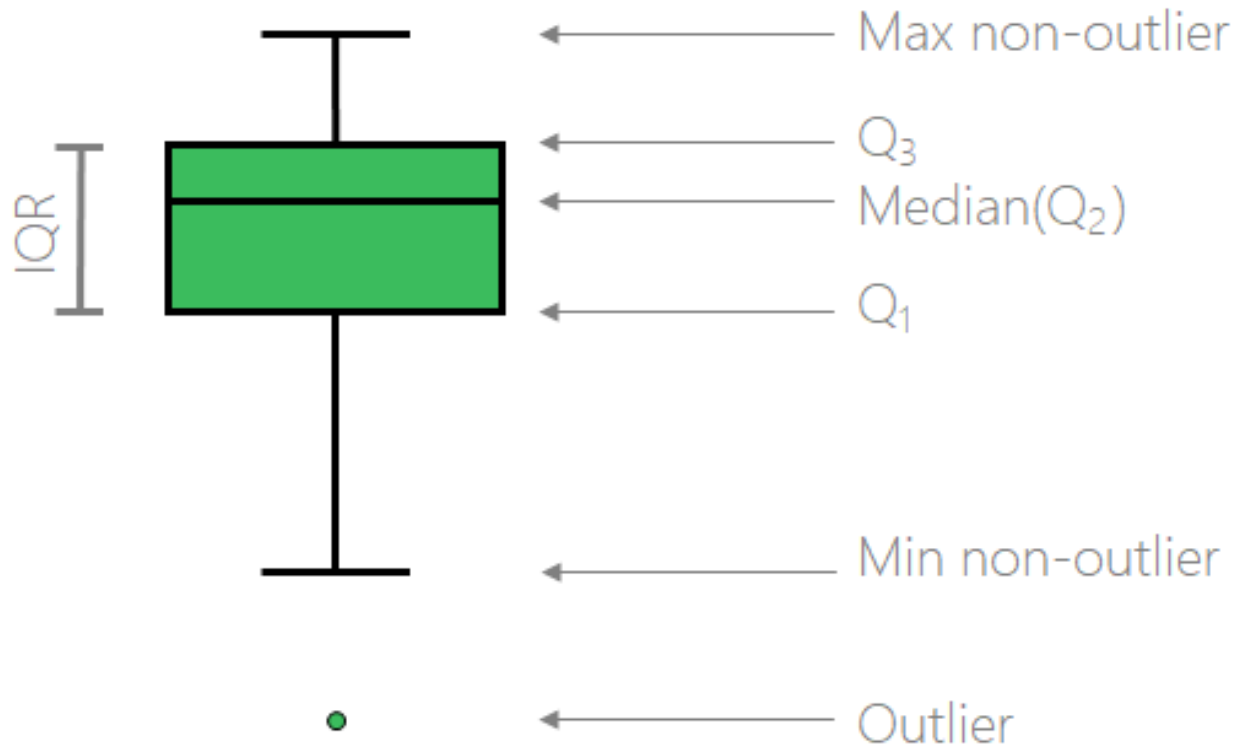 Max non-outlier
Q₃
IQR
Median(Q₂)
Q₁
Min non-outlier
Outlier